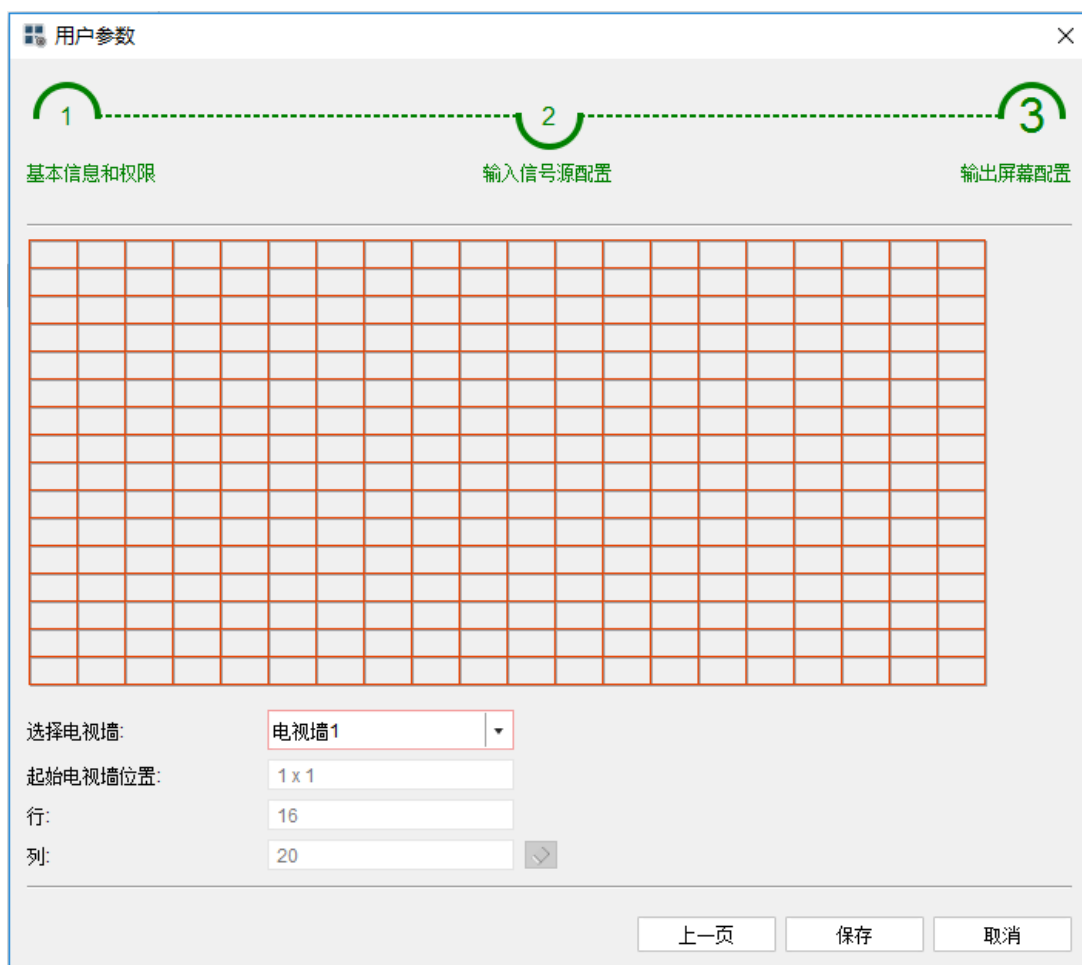 用户参数
1
2
3
基本信息和权限
输入信号源配置
输出屏幕配置
选择电视墙:
电视墙1
起始电视墙位置:
1 x 1
行:
16
列:
20
上一页
保存
取消